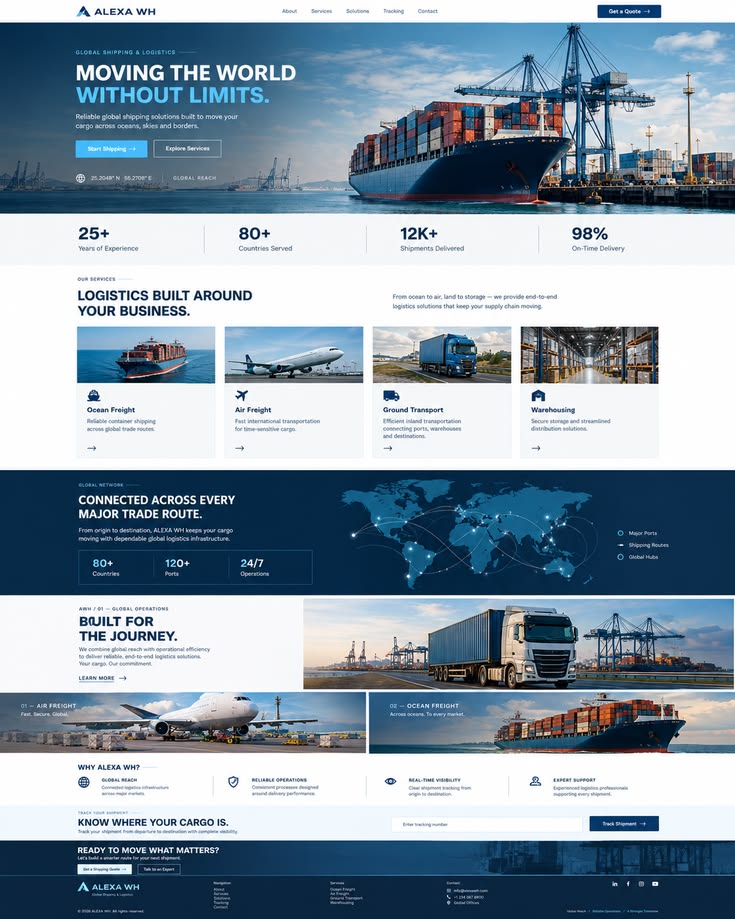 ALEXA WH
About
Services
Solutions
Tracking
Contact
Get a Quote →
GLOBAL SHIPPING & LOGISTICS
MOVING THE WORLD
WITHOUT LIMITS.
Reliable global shipping solutions built to move your
cargo across oceans, skies and borders.
Start Shipping →
Explore Services
GLOBAL REACH
25+
Years of Experience
80+
Countries Served
12K+
Shipments Delivered
98%
On-Time Delivery
OUR SERVICES
LOGISTICS BUILT AROUND
YOUR BUSINESS.
From ocean to air, land to storage — we provide end-to-end
logistics solutions that keep your supply chain moving.
Ocean Freight
Reliable container shipping
across global trade routes.
→
Air Freight
Fast international transportation
for time-sensitive cargo.
→
Ground Transport
Efficient inland transportation
connecting ports, warehouses
and destinations.
→
Warehousing
Secure storage and streamlined
distribution solutions.
→
GLOBAL NETWORK
CONNECTED ACROSS EVERY
MAJOR TRADE ROUTE.
From origin to destination, ALEXA WH keeps your cargo
moving with dependable global logistics infrastructure.
80+
Countries
120+
Ports
24/7
Operations
Major Ports
Shipping Routes
Global Hubs
AWH / 01 — GLOBAL OPERATIONS
BUILT FOR
THE JOURNEY.
We combine global reach with operational efficiency
to deliver reliable, end-to-end logistics solutions.
Your cargo. Our commitment.
LEARN MORE →
01 — AIR FREIGHT
Fast. Secure. Global.
02 — OCEAN FREIGHT
Across oceans. To every market.
WHY ALEXA WH?
GLOBAL REACH
Connected logistics infrastructure
across major markets.
RELIABLE OPERATIONS
Consistent processes designed
around delivery performance.
REAL-TIME VISIBILITY
Clear shipment tracking from
origin to destination.
EXPERT SUPPORT
Experienced logistics professionals
supporting every shipment.
TRACK YOUR SHIPMENT
KNOW WHERE YOUR CARGO IS.
Track your shipment from departure to destination with complete visibility.
Enter tracking number
Track Shipment →
READY TO MOVE WHAT MATTERS?
Let's build a smarter route for your next shipment.
Get a Shipping Quote →
Talk to an Expert
ALEXA WH
Global Shipping & Logistics
Navigation
About
Services
Solutions
Tracking
Contact
Services
Ocean Freight
Air Freight
Ground Transport
Warehousing
Contact
Global Offices
© 2026 ALEXA WH. All rights reserved.